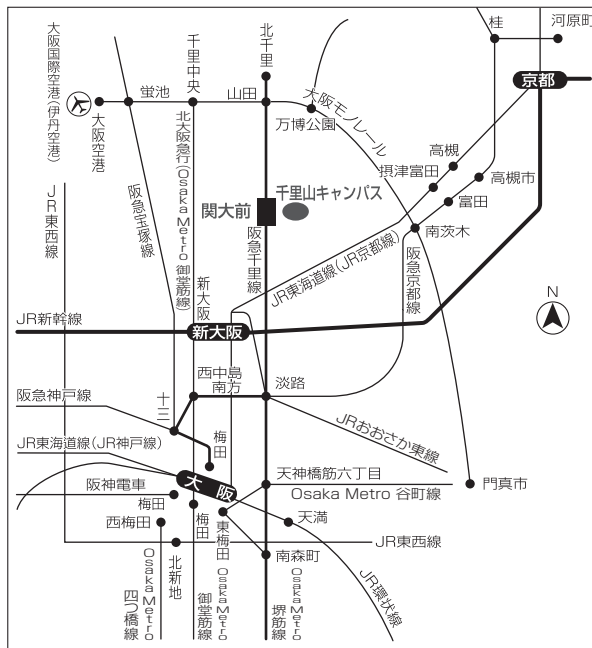 大阪国際空港(伊丹空港)
大阪空港
蛍池
千里中央
北千里
山田
万博公園
大阪モノレール
桂
河原町
京都
高槻
摂津富田
高槻市
富田
南茨木
JR東西線
阪急宝塚線
北大阪急行(Osaka Metro 御堂筋線)
関大前
千里山キャンパス
阪急千里線
JR東海道線(JR京都線)
阪急京都線
N
新大阪
JR新幹線
新大阪
西中島
南方
淡路
阪急神戸線
十三
梅田
JRおおさか東線
JR東海道線(JR神戸線)
大阪
天神橋筋六丁目
Osaka Metro 谷町線
門真市
阪神電車
梅田
西梅田
梅田
東梅田
天満
JR東西線
北新地
南森町
JR環状線
Osaka Metro
四つ橋線
Osaka Metro
御堂筋線
Osaka Metro
堺筋線